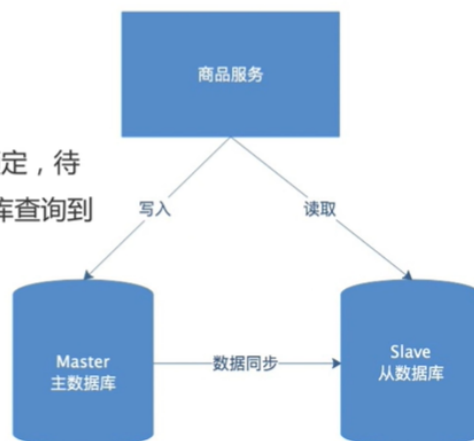 商品服务
定，待
库查询到
写入
读取
Master
主数据库
数据同步
Slave
从数据库